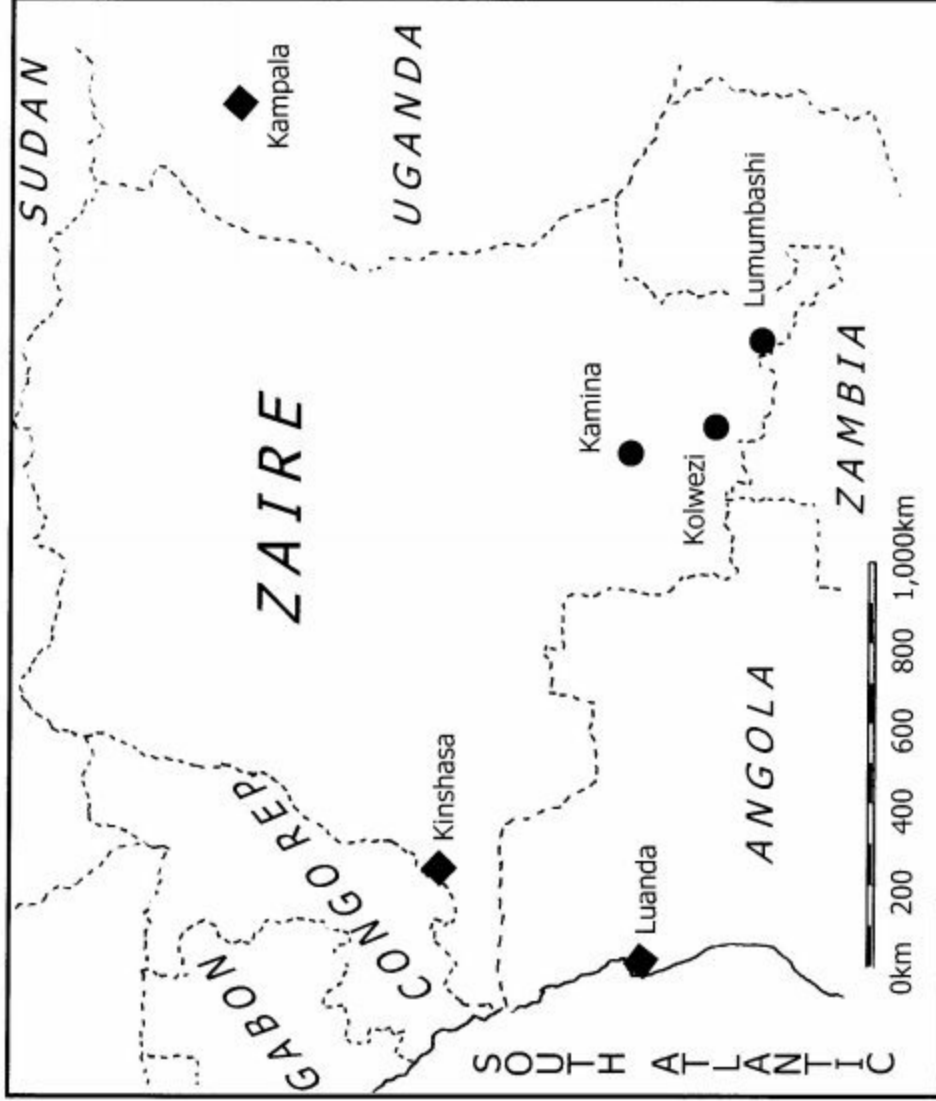 SUDAN
Kampala
UGANDA
ZAIRE
Kamina
Lumumbashi
Kolwezi
ZAMBIA
CONGO REP
GABON
Kinshasa
Luanda
ANGOLA
SOUTH ATLANTIC
0km 200 400 600 800 1,000km